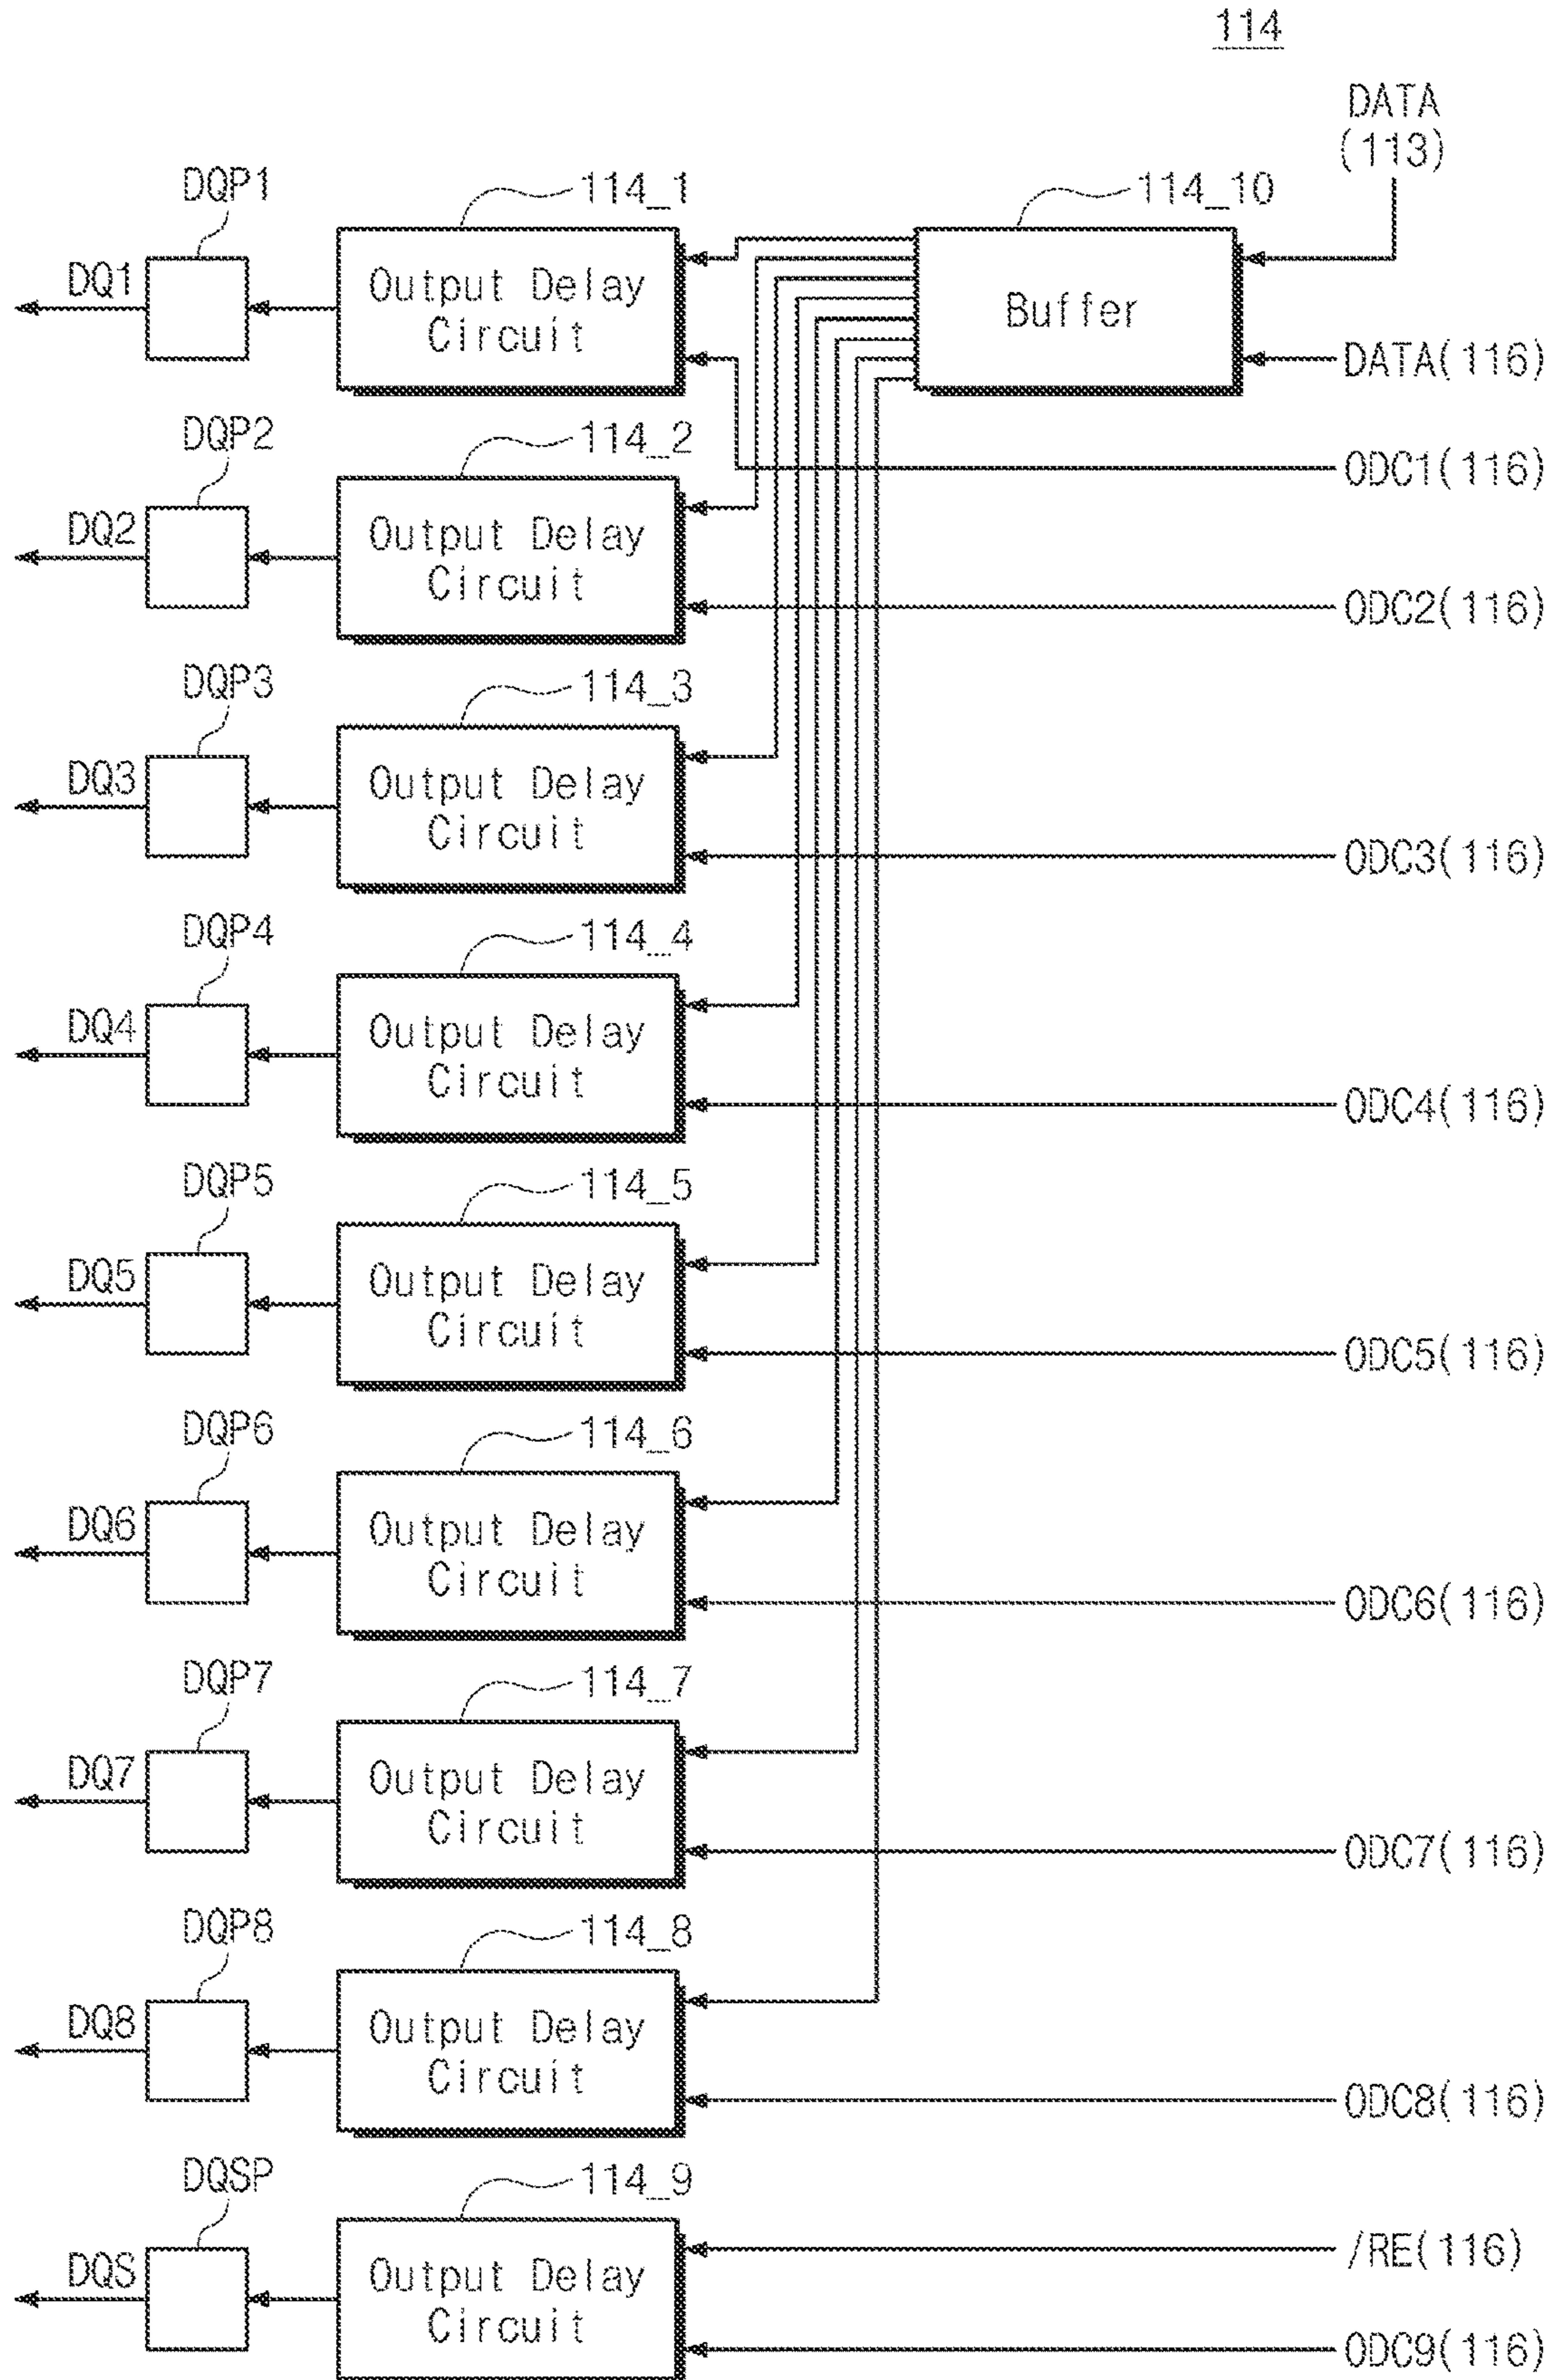 114
DATA
(113)
DQP1
114_1
114_10
DQ1
Output Delay
Circuit
Buffer
DATA(116)
DQP2
114_2
ODC1(116)
DQ2
Output Delay
Circuit
ODC2(116)
DQP3
114_3
DQ3
Output Delay
Circuit
ODC3(116)
DQP4
114_4
DQ4
Output Delay
Circuit
ODC4(116)
DQP5
114_5
DQ5
Output Delay
Circuit
ODC5(116)
DQP6
114_6
DQ6
Output Delay
Circuit
ODC6(116)
DQP7
114_7
DQ7
Output Delay
Circuit
ODC7(116)
DQP8
114_8
DQ8
Output Delay
Circuit
ODC8(116)
DQSP
114_9
/RE(116)
DQS
Output Delay
Circuit
ODC9(116)